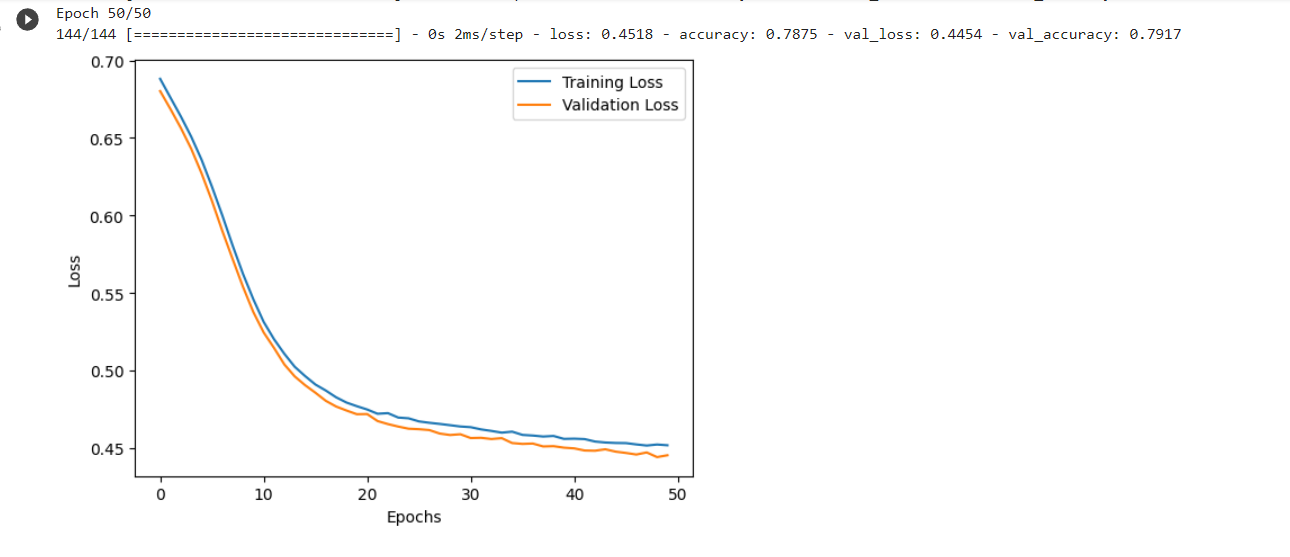 Epoch 50/50
144/144 [==============================] - 0s 2ms/step - loss: 0.4518 - accuracy: 0.7875 - val_loss: 0.4454 - val_accuracy: 0.7917
Training Loss
Validation Loss
0.70
0.65
0.60
0.55
0.50
0.45
Loss
0 10 20 30 40 50
Epochs